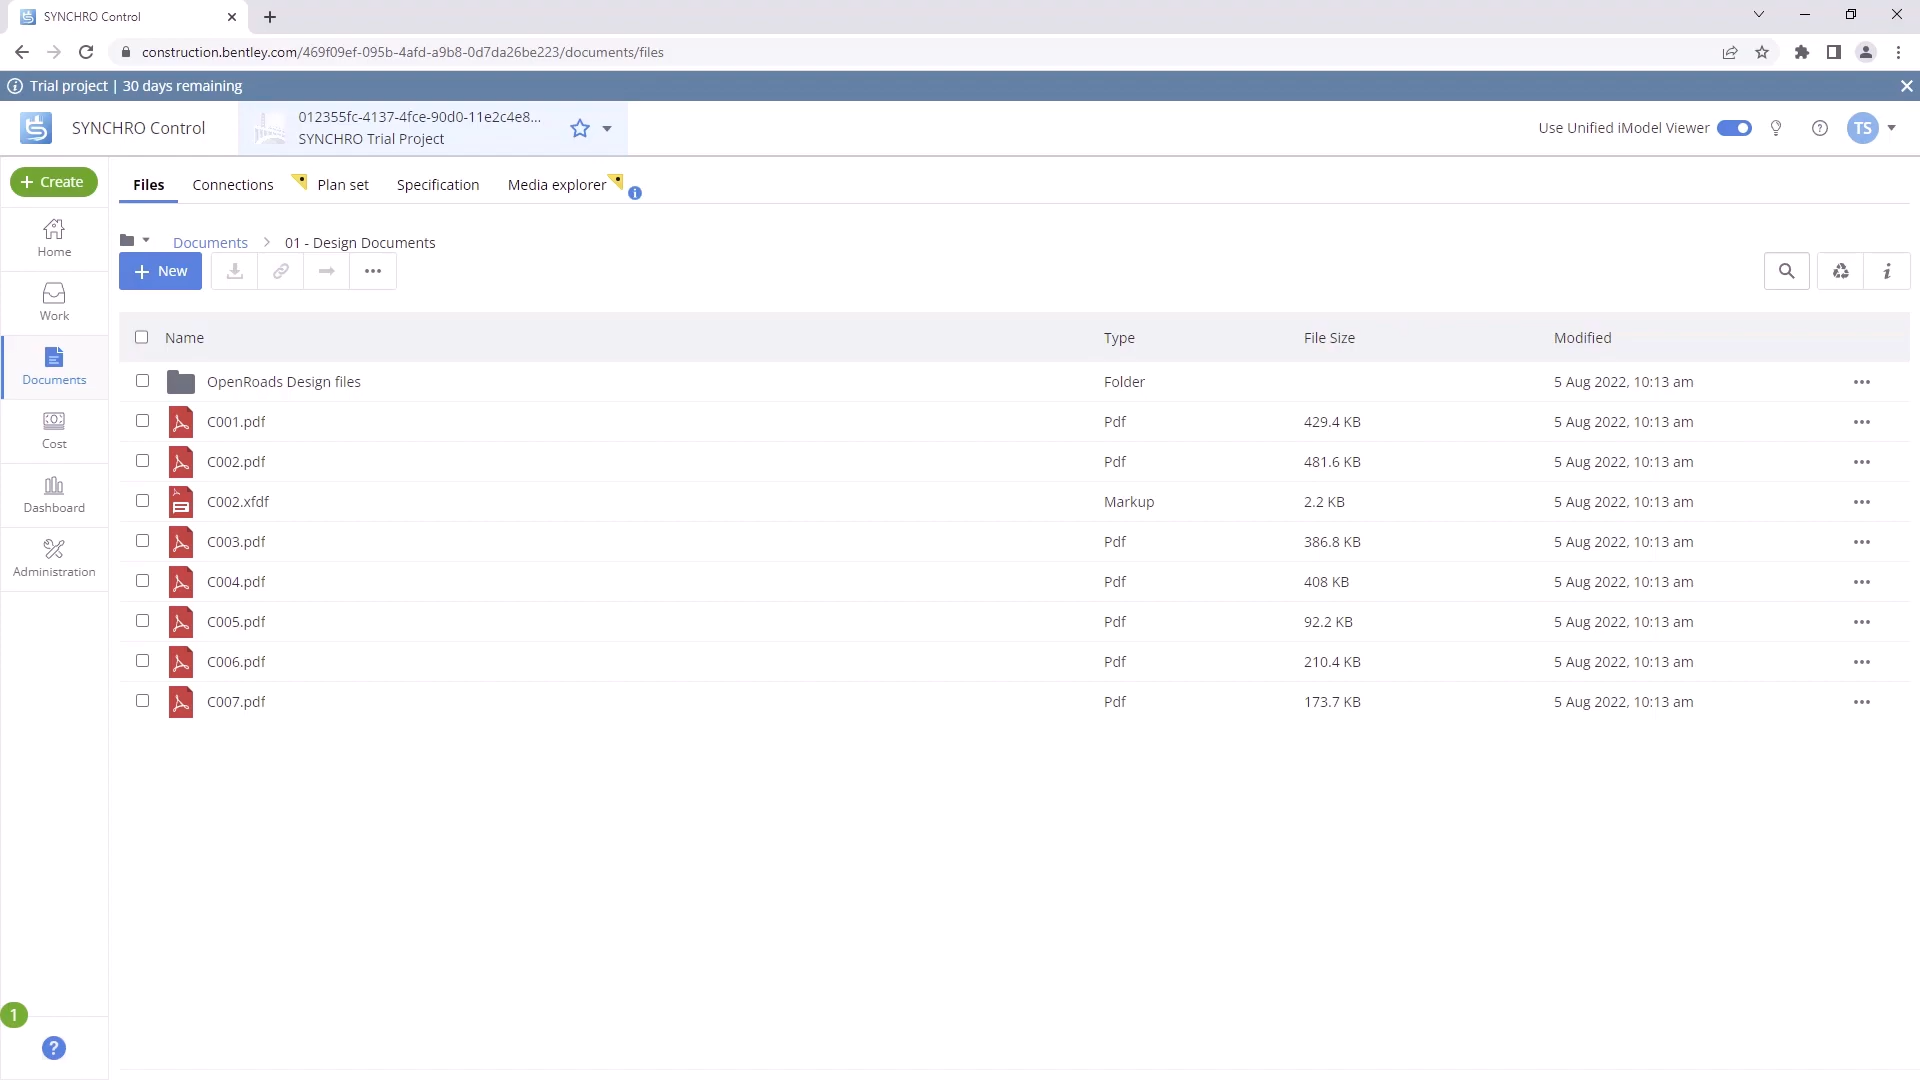 SYNCHRO Control
construction.bentley.com/469f09ef-095b-4afd-a9b8-0d7da26be223/documents/files
Trial project | 30 days remaining
SYNCHRO Control
012355fc-4137-4fce-90d0-11e2c4e8...
SYNCHRO Trial Project
Use Unified iModel Viewer
TS
+ Create
Files
Connections
Plan set
Specification
Media explorer
Home
Work
Documents
Cost
Dashboard
Administration
Documents > 01 - Design Documents
+ New
Name Type File Size Modified
OpenRoads Design files Folder 5 Aug 2022, 10:13 am
C001.pdf Pdf 429.4 KB 5 Aug 2022, 10:13 am
C002.pdf Pdf 481.6 KB 5 Aug 2022, 10:13 am
C002.xfdf Markup 2.2 KB 5 Aug 2022, 10:13 am
C003.pdf Pdf 386.8 KB 5 Aug 2022, 10:13 am
C004.pdf Pdf 408 KB 5 Aug 2022, 10:13 am
C005.pdf Pdf 92.2 KB 5 Aug 2022, 10:13 am
C006.pdf Pdf 210.4 KB 5 Aug 2022, 10:13 am
C007.pdf Pdf 173.7 KB 5 Aug 2022, 10:13 am
1
?